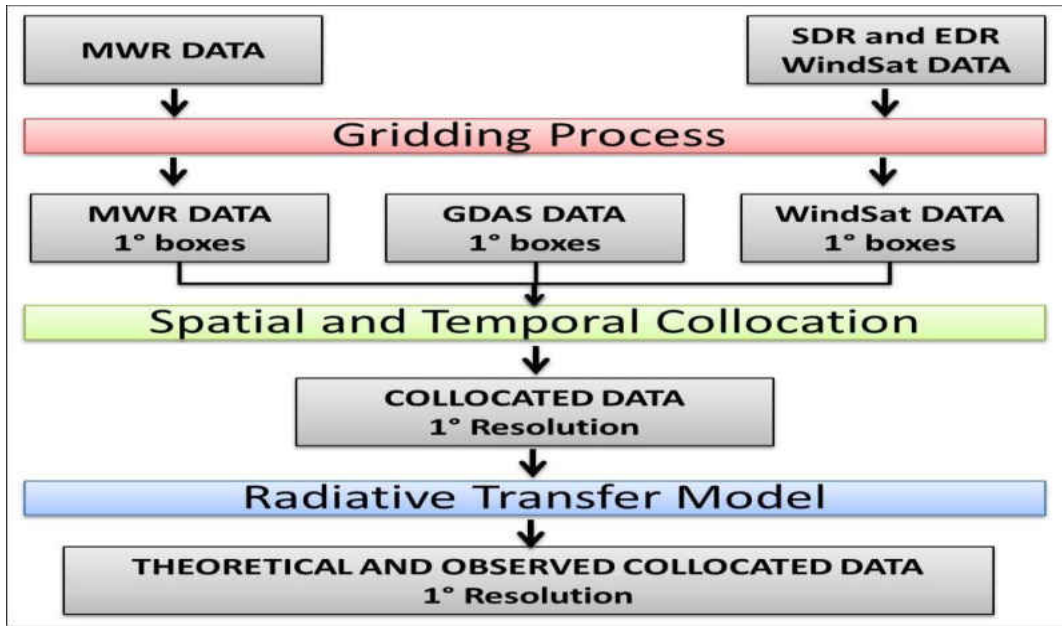 MWR DATA
SDR and EDR
WindSat DATA
Gridding Process
MWR DATA
1° boxes
GDAS DATA
1° boxes
WindSat DATA
1° boxes
Spatial and Temporal Collocation
COLLOCATED DATA
1° Resolution
Radiative Transfer Model
THEORETICAL AND OBSERVED COLLOCATED DATA
1° Resolution